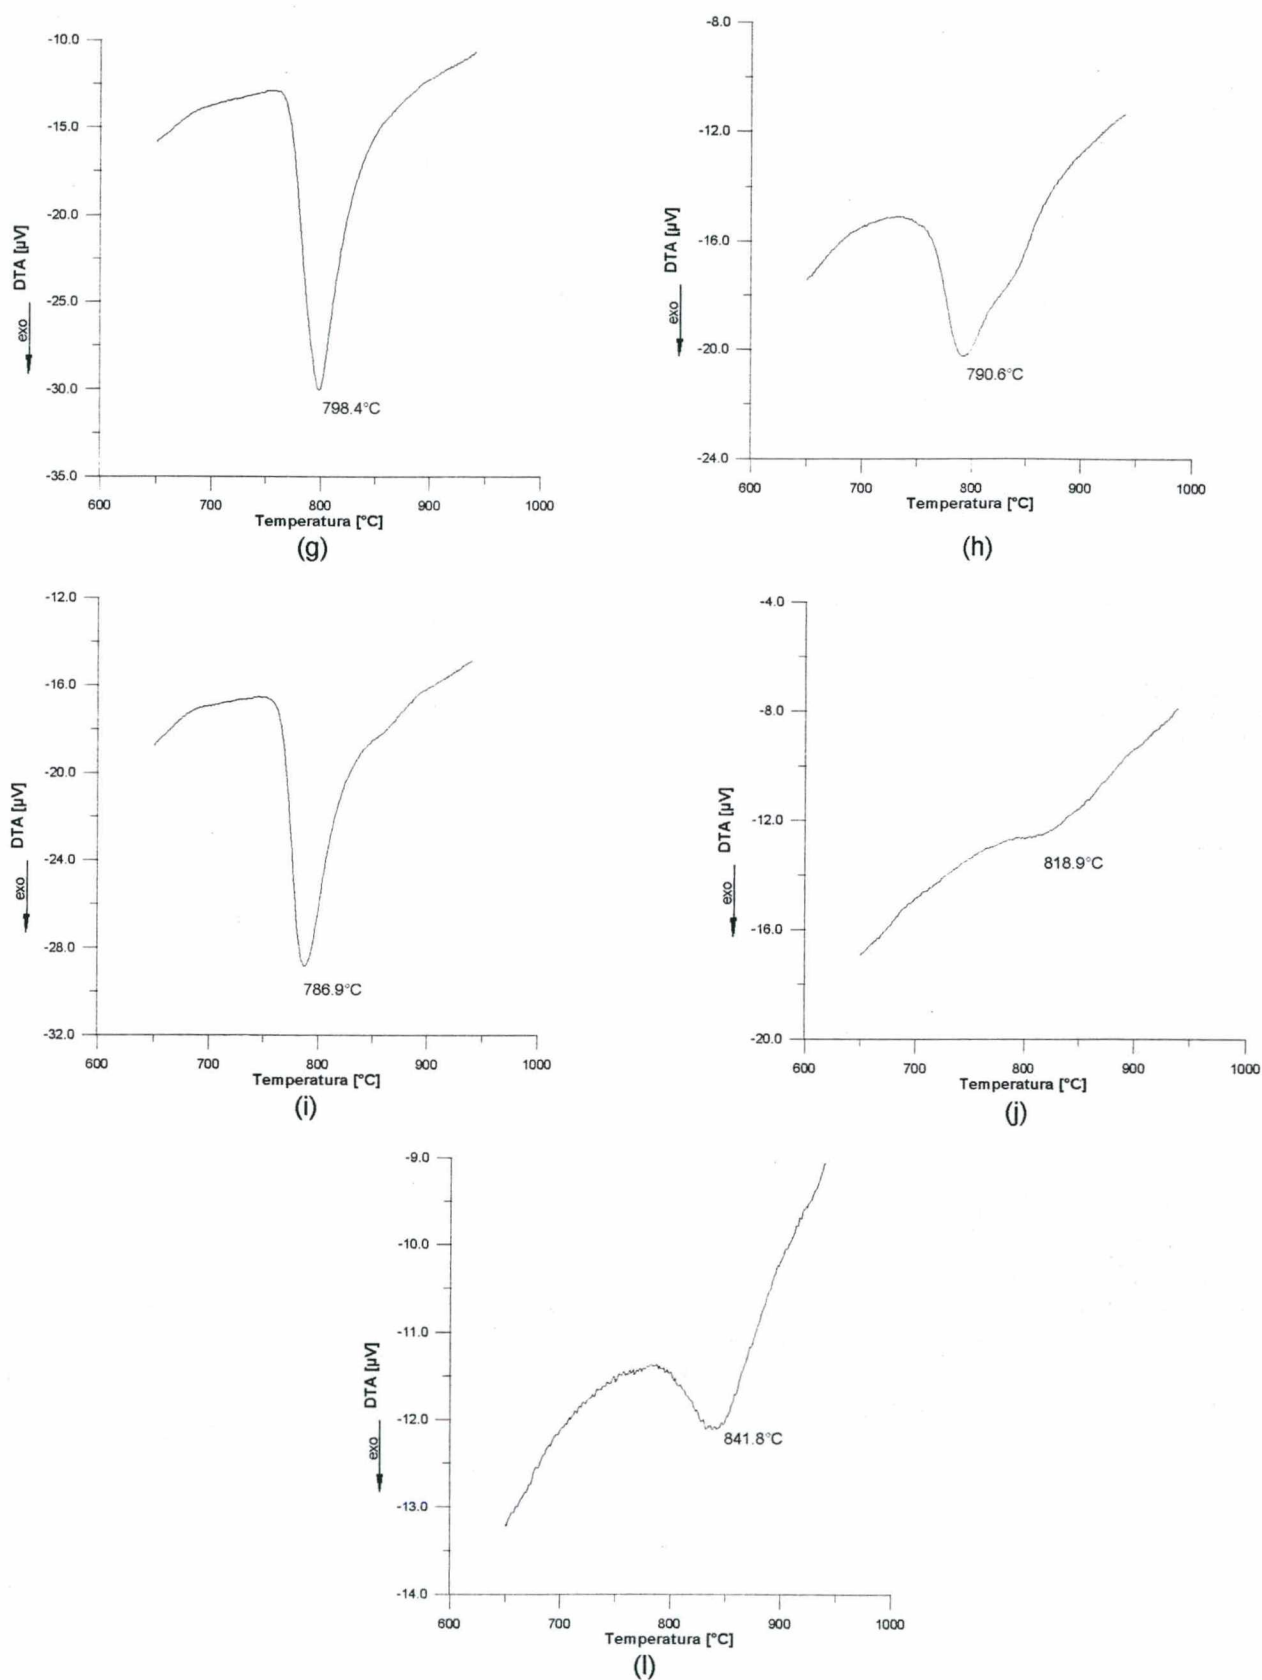 -10.0
-15.0
-20.0
-25.0
-30.0
-35.0
DTA [µV]
exo
798.4°C
600 700 800 900 1000
Temperatura [°C]
(g)
-8.0
-12.0
-16.0
-20.0
-24.0
DTA [µV]
exo
790.6°C
600 700 800 900 1000
Temperatura [°C]
(h)
-12.0
-16.0
-20.0
-24.0
-28.0
-32.0
DTA [µV]
exo
786.9°C
600 700 800 900 1000
Temperatura [°C]
(i)
-4.0
-8.0
-12.0
-16.0
-20.0
DTA [µV]
exo
818.9°C
600 700 800 900 1000
Temperatura [°C]
(j)
-9.0
-10.0
-11.0
-12.0
-13.0
-14.0
DTA [µV]
exo
841.8°C
600 700 800 900 1000
Temperatura [°C]
(l)